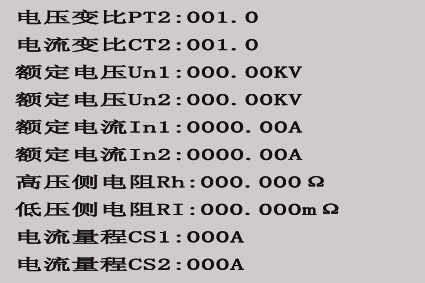 电压变比PT2:001.0
电流变比CT2:001.0
额定电压Un1:000.00KV
额定电压Un2:000.00KV
额定电流In1:0000.00A
额定电流In2:0000.00A
高压侧电阻Rh:000.000Ω
低压侧电阻RI:000.000mΩ
电流量程CS1:000A
电流量程CS2:000A